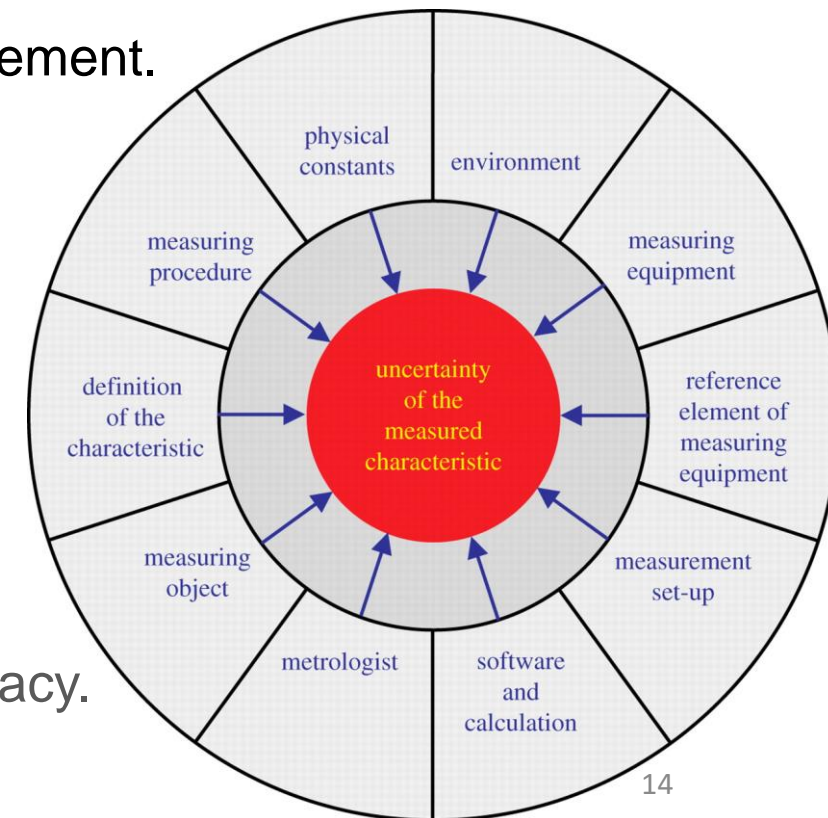 ement.
physical
constants
environment
measuring
equipment
reference
element of
measuring
equipment
measurement
set-up
software
and
calculation
metrologist
measuring
object
definition
of the
characteristic
measuring
procedure
uncertainty
of the
measured
characteristic
acy.
14